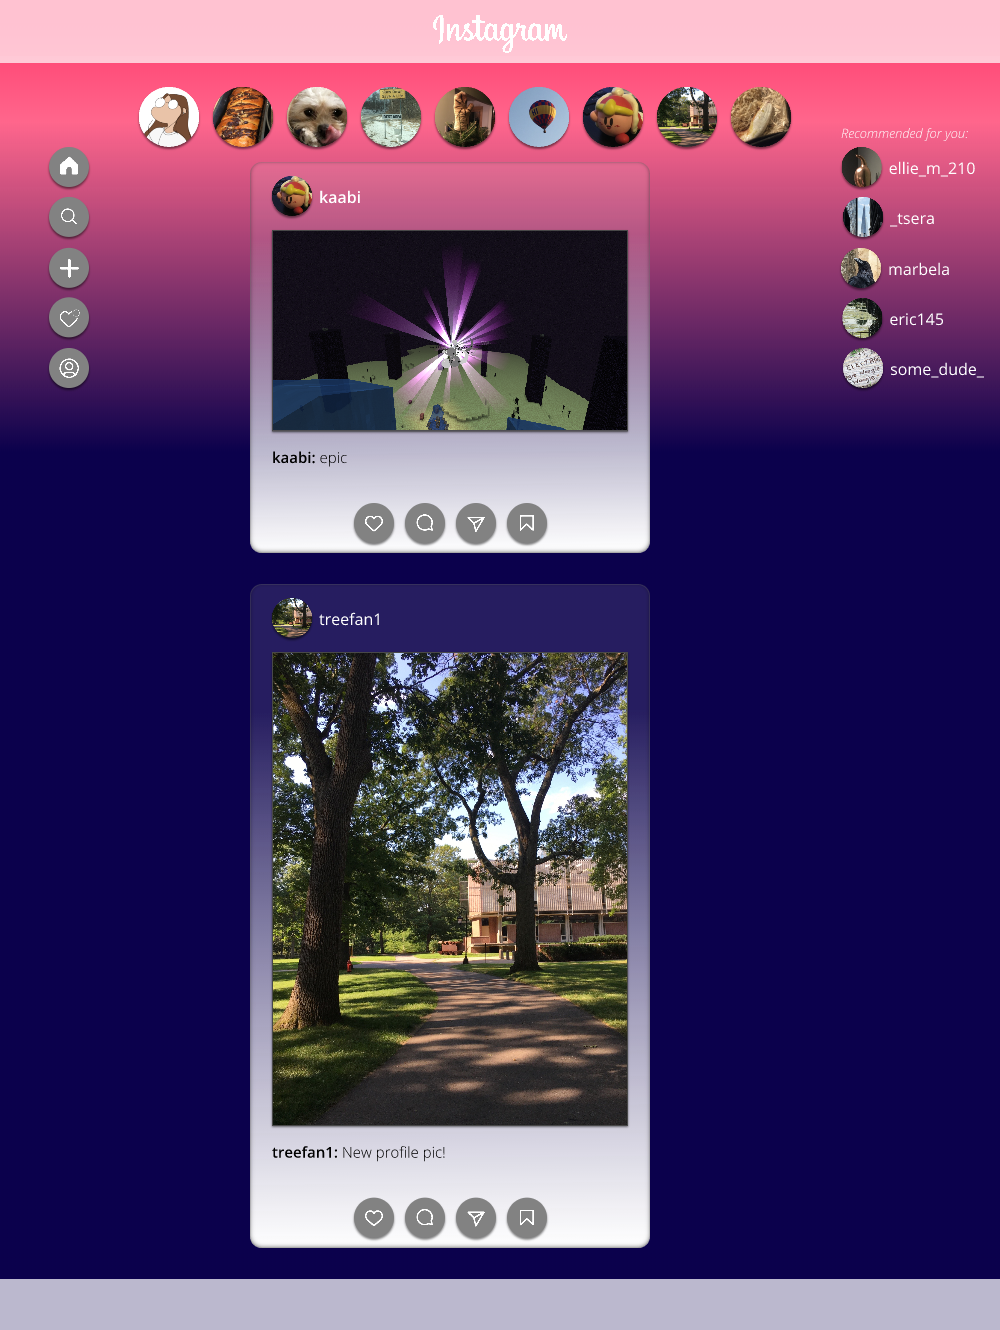 Instagram
Recommended for you:
ellie_m_210
_tsera
marbela
eric145
some_dude_
kaabi
kaabi: epic
treefan1
treefan1: New profile pic!